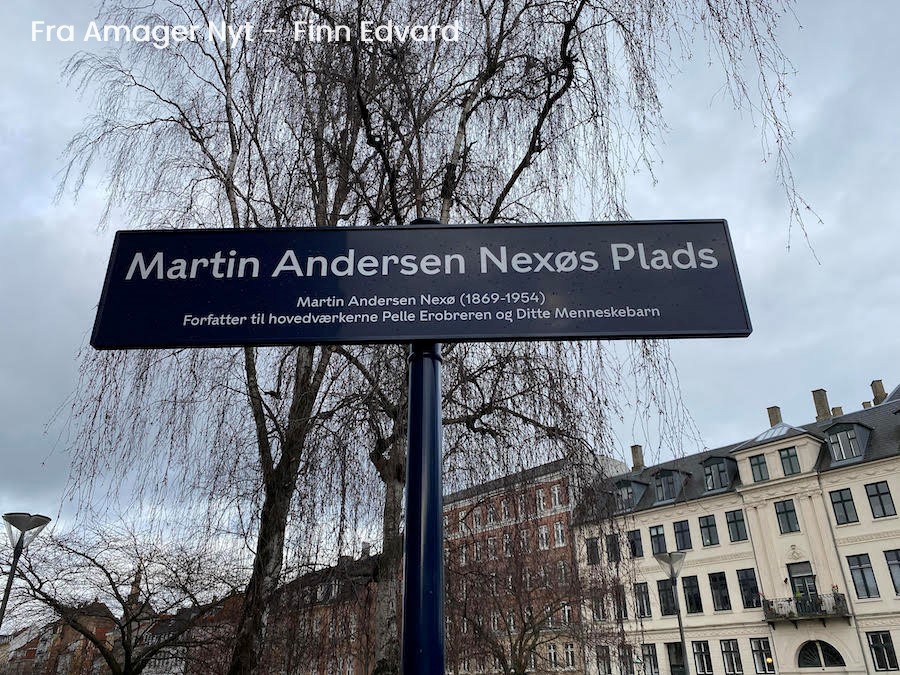 Fra Amager Nyt - Finn Edvard
Martin Andersen Nexøs Plads
Martin Andersen Nexø (1869-1954)
Forfatter til hovedværkerne Pelle Erobreren og Ditte Menneskebarn